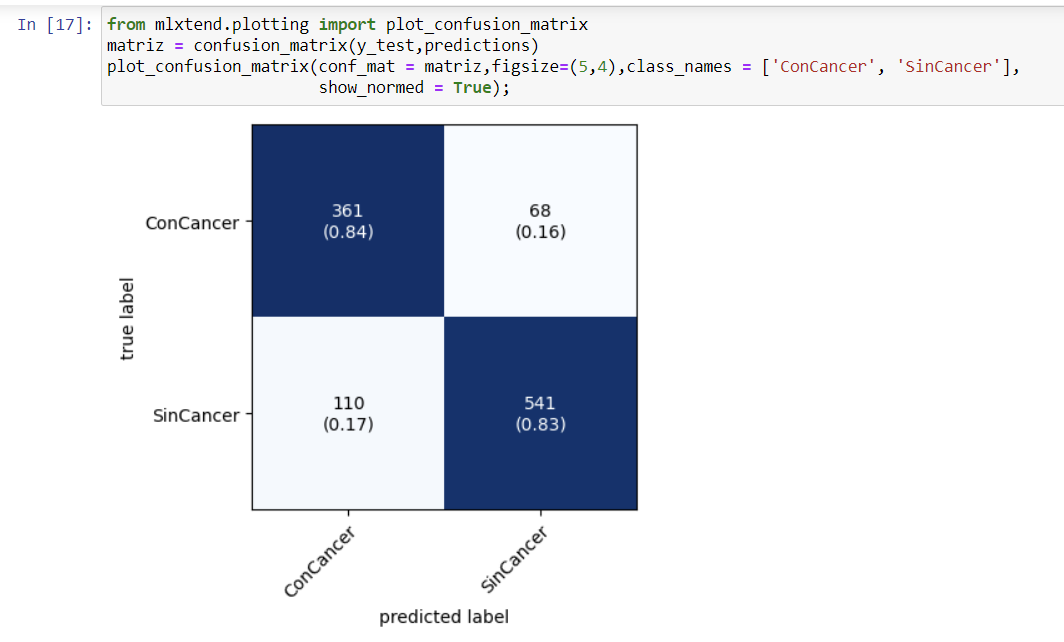 In [17]: from mlxtend.plotting import plot_confusion_matrix
matriz = confusion_matrix(y_test,predictions)
plot_confusion_matrix(conf_mat = matriz,figsize=(5,4),class_names = ['ConCancer', 'SinCancer'],
show_normed = True);
361
(0.84)
68
(0.16)
ConCancer
true label
110
(0.17)
541
(0.83)
SinCancer
ConCancer
SinCancer
predicted label